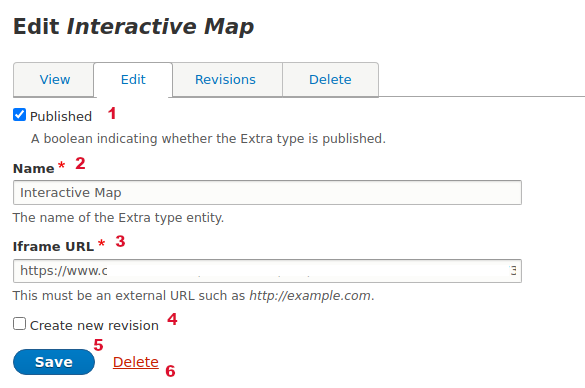 Edit Interactive Map
View Edit Revisions Delete
Published 1
A boolean indicating whether the Extra type is published.
Name * 2
Interactive Map
The name of the Extra type entity.
Iframe URL * 3
https://www.c 3
This must be an external URL such as http://example.com.
Create new revision 4
Save 5 Delete 6